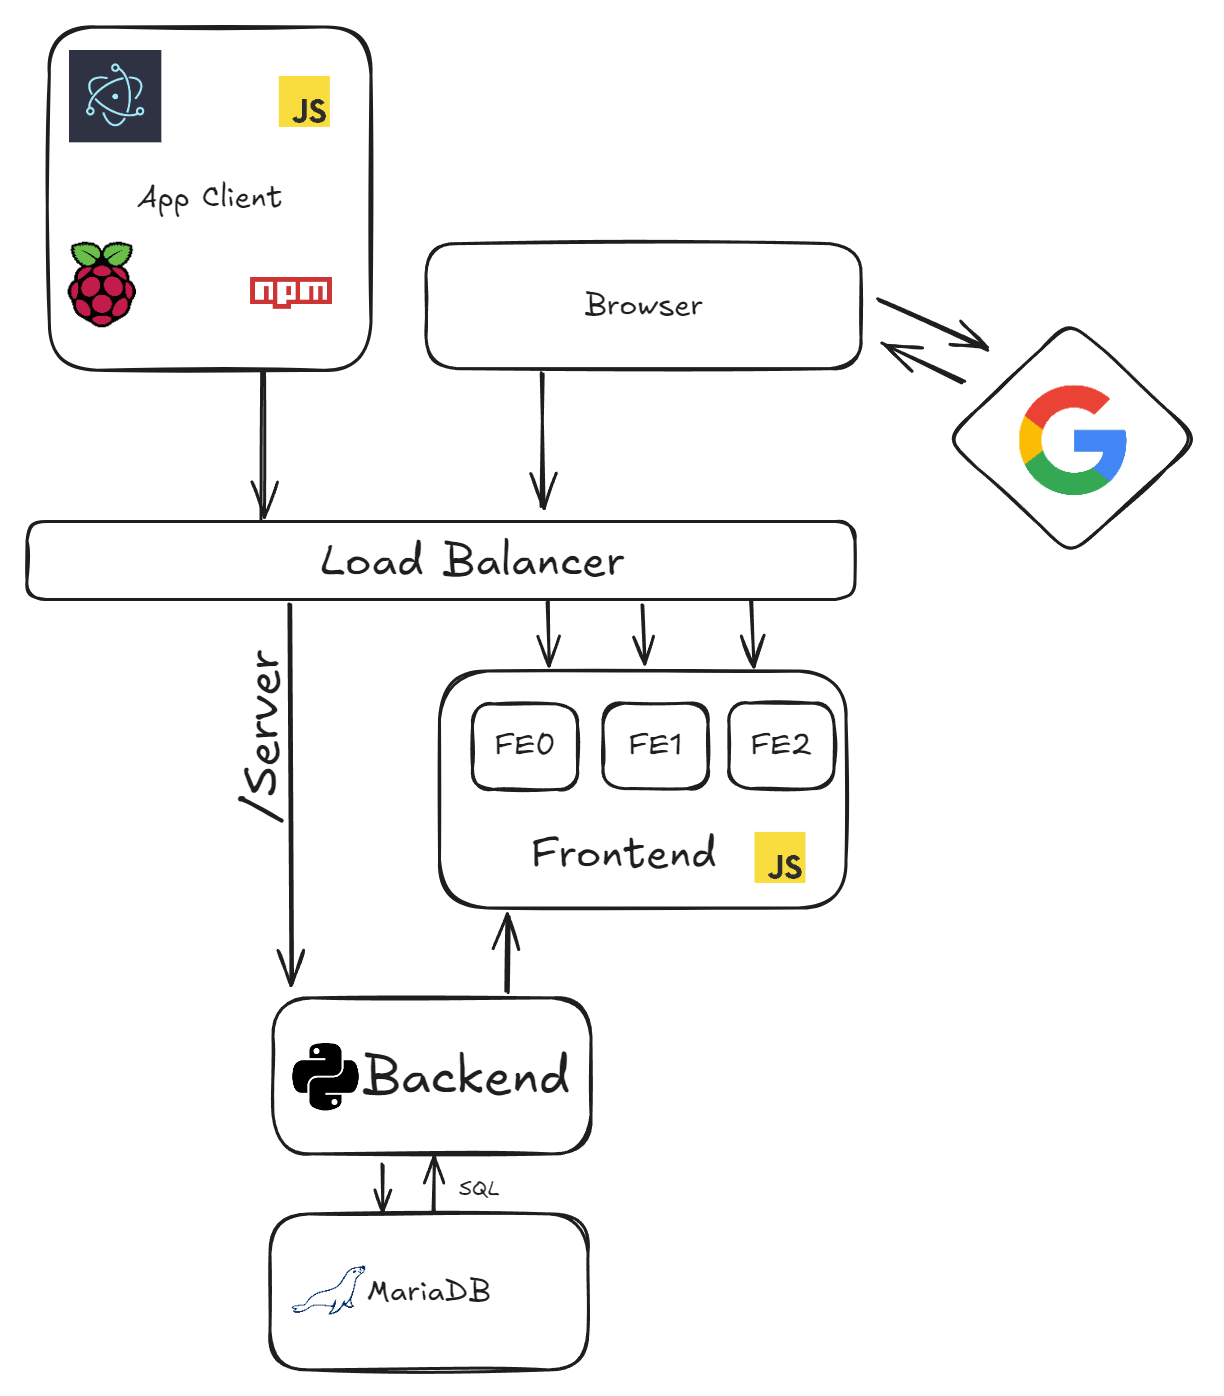 JS
App Client
npm
Browser
G
Load Balancer
/Server
FE0
FE1
FE2
Frontend
JS
Backend
SQL
MariaDB